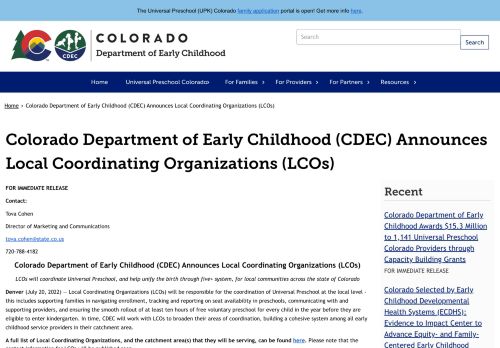 The Universal Preschool (UPK) Colorado family application portal is open! Get more info here.
COLORADO
Department of Early Childhood
CDEC
Search
Search
Home
Universal Preschool Colorado
For Families
For Providers
For Partners
Resources
Home › Colorado Department of Early Childhood (CDEC) Announces Local Coordinating Organizations (LCOs)
Colorado Department of Early Childhood (CDEC) Announces
Local Coordinating Organizations (LCOs)
FOR IMMEDIATE RELEASE
Contact:
Tova Cohen
Director of Marketing and Communications
tova.cohen@state.co.us
720-788-4182
Colorado Department of Early Childhood (CDEC) Announces Local Coordinating Organizations (LCOs)
LCOs will coordinate Universal Preschool, and help unify the birth through five+ system, for local communities across the state of Colorado
Denver (July 20, 2022) — Local Coordinating Organizations (LCOs) will be responsible for the coordination of Universal Preschool at the local level -
this includes supporting families in navigating enrollment, tracking and reporting on seat availability in preschools, communicating with and
supporting providers, and ensuring the smooth rollout of at least ten hours of free voluntary preschool for every child in the year before they are
eligible to enter kindergarten. In time, CDEC will work with LCOs to broaden their areas of coordination, building a cohesive system among all early
childhood service providers in their catchment area.
A full list of Local Coordinating Organizations, and the catchment area(s) that they will be serving, can be found here. Please note that the
Recent
Colorado Department of Early
Childhood Awards $15.3 Million
to 1,141 Universal Preschool
Colorado Providers through
Capacity Building Grants
FOR IMMEDIATE RELEASE
Colorado Selected by Early
Childhood Developmental
Health Systems (ECDHS):
Evidence to Impact Center to
Advance Equity- and Family-
Centered Early Childhood